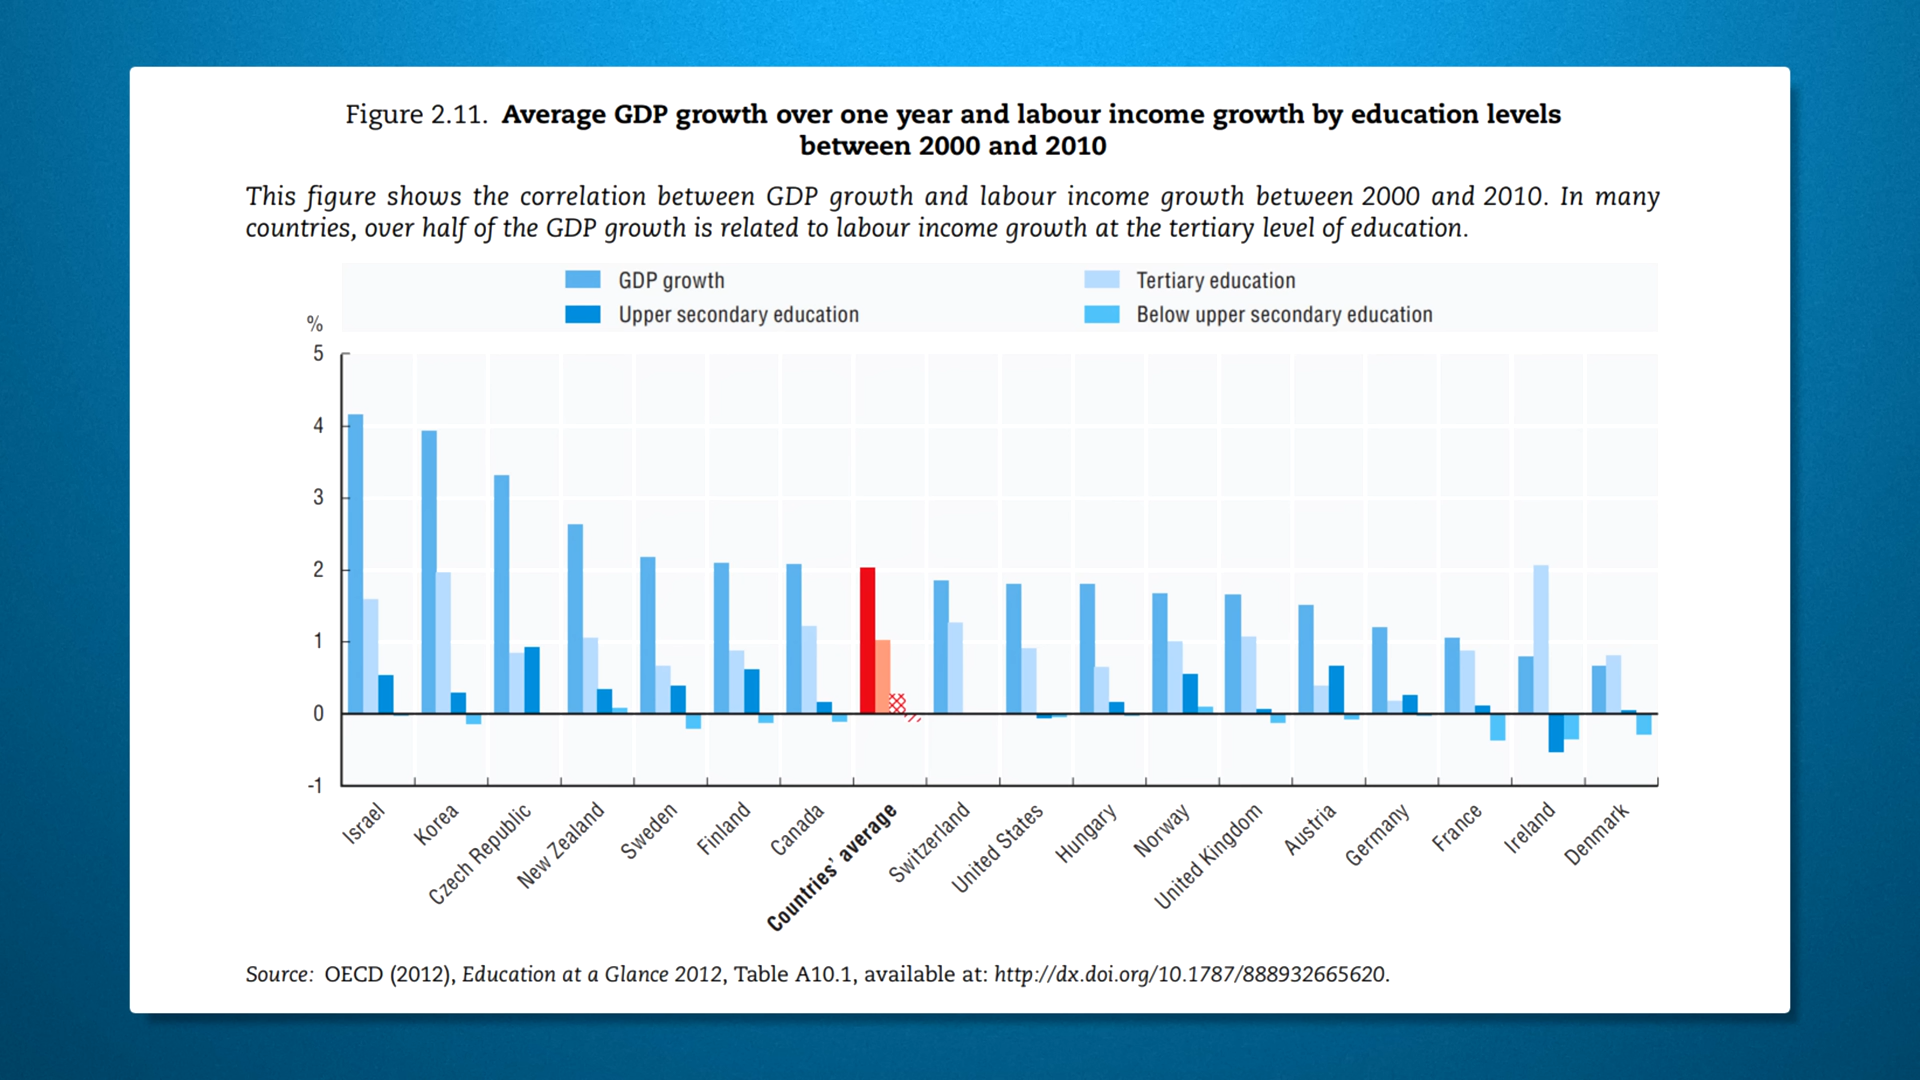 Figure 2.11. Average GDP growth over one year and labour income growth by education levels
between 2000 and 2010
This figure shows the correlation between GDP growth and labour income growth between 2000 and 2010. In many
countries, over half of the GDP growth is related to labour income growth at the tertiary level of education.
GDP growth
Tertiary education
Upper secondary education
Below upper secondary education
%
5
4
3
2
1
0
-1
Israel
Korea
Czech Republic
New Zealand
Sweden
Finland
Canada
Countries’ average
Switzerland
United States
Hungary
Norway
United Kingdom
Austria
Germany
France
Ireland
Denmark
Source: OECD (2012), Education at a Glance 2012, Table A10.1, available at: http://dx.doi.org/10.1787/888932665620.